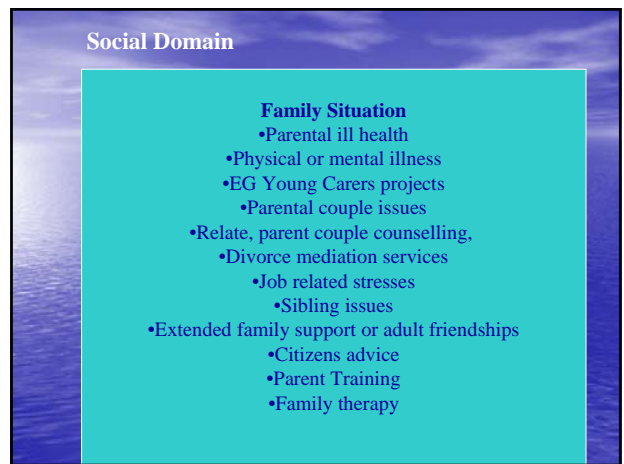 Social Domain
Family Situation
•Parental ill health
•Physical or mental illness
•EG Young Carers projects
•Parental couple issues
•Relate, parent couple counselling,
•Divorce mediation services
•Job related stresses
•Sibling issues
•Extended family support or adult friendships
•Citizens advice
•Parent Training
•Family therapy